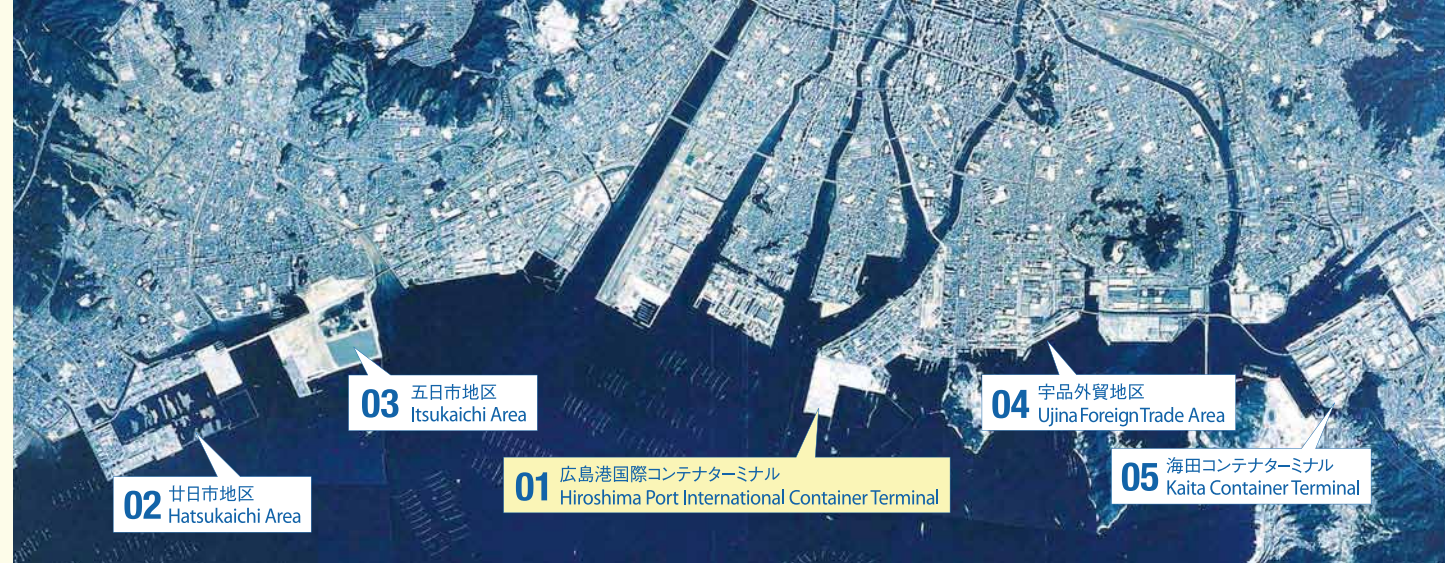 03 五日市地区
Itsukaichi Area
04 宇品外貿地区
Ujina Foreign Trade Area
01 広島港国際コンテナターミナル
Hiroshima Port International Container Terminal
05 海田コンテナターミナル
Kaita Container Terminal
02 廿日市地区
Hatsukaichi Area